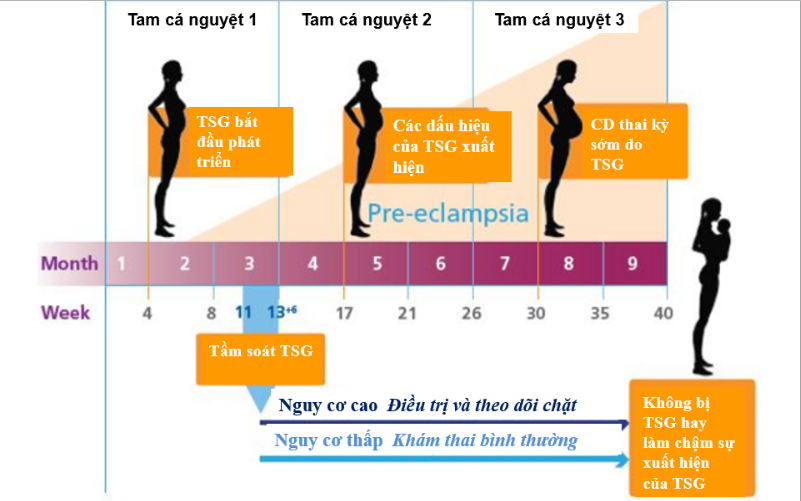 Tam cá nguyệt 1
Tam cá nguyệt 2
Tam cá nguyệt 3
TSG bắt
đầu phát
triển
Các dấu hiệu
của TSG xuất
hiện
CD thai kỳ
sớm do
TSG
Pre-eclampsia
Month 1 2 3 4 5 6 7 8 9
Week 4 8 11 13+6 17 21 26 30 35 40
Tầm soát TSG
Nguy cơ cao Điều trị và theo dõi chặt
Nguy cơ thấp Khám thai bình thường
Không bị
TSG hay
làm chậm sự
xuất hiện
của TSG